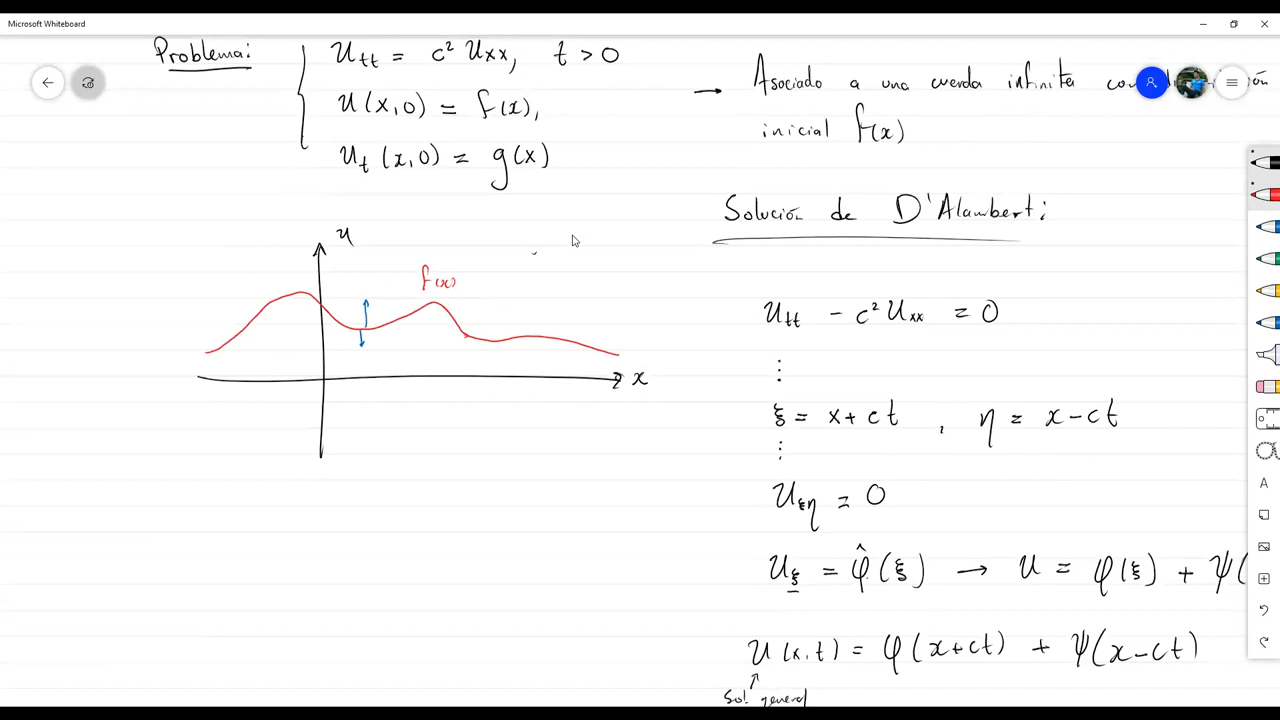 Microsoft Whiteboard
Problema:
U_tt = c² U_xx, t > 0
U(x,0) = f(x),
U_t(x,0) = g(x)
→ Asociado a una cuerda infinita
inicial f(x)
Solución de D'Alambert:
U_tt - c² U_xx = 0
⋮
ξ = x + ct , η = x - ct
⋮
U_ξη = 0
U_ξ = φ̂(ξ) → U = φ(ξ) + ψ(
U(x,t) = φ(x+ct) + ψ(x-ct)
↑
Sol general
u
f(x)
x
A